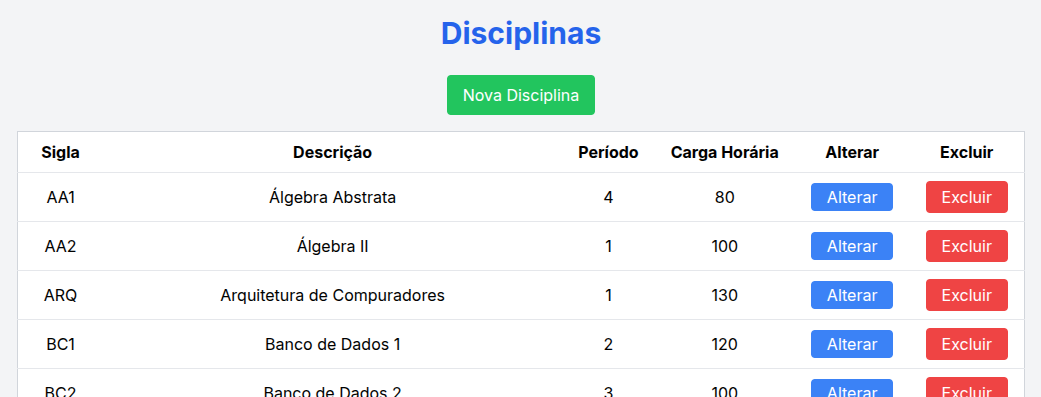 Disciplinas
Nova Disciplina
Sigla Descrição Período Carga Horária Alterar Excluir
AA1 Álgebra Abstrata 4 80 Alterar Excluir
AA2 Álgebra II 1 100 Alterar Excluir
ARQ Arquitetura de Compuradores 1 130 Alterar Excluir
BC1 Banco de Dados 1 2 120 Alterar Excluir
BC2 Banco de Dados 2 3 100 Alterar Excluir